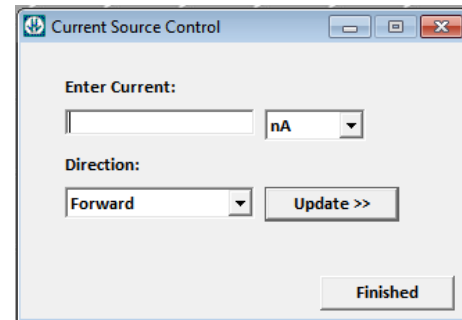 Current Source Control
Enter Current:
nA
Direction:
Forward
Update >>
Finished